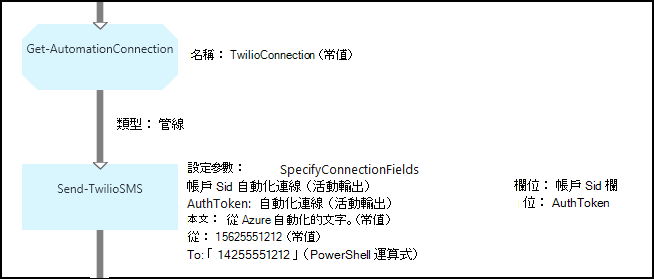 Get-AutomationConnection
名稱： TwilioConnection (常值)
類型： 管線
Send-TwilioSMS
設定參數： SpecifyConnectionFields
帳戶 Sid 自動化連線 (活動輸出)
AuthToken: 自動化連線 (活動輸出)
本文： 從 Azure 自動化的文字。(常值)
從： 15625551212 (常值)
To:「 14255551212 」 (PowerShell 運算式)
欄位： 帳戶 Sid 欄
位： AuthToken